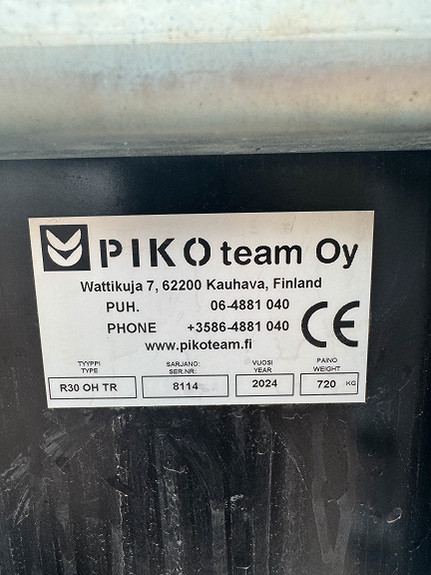 PIKO team Oy
Wattikuja 7, 62200 Kauhava, Finland
PUH. 06-4881 040
PHONE +3586-4881 040
www.pikoteam.fi
CE
TYYPPI SARJANO: VUOSI PAINO
TYPE SER.NR.: YEAR WEIGHT
R30 OH TR 8114 2024 720 KG